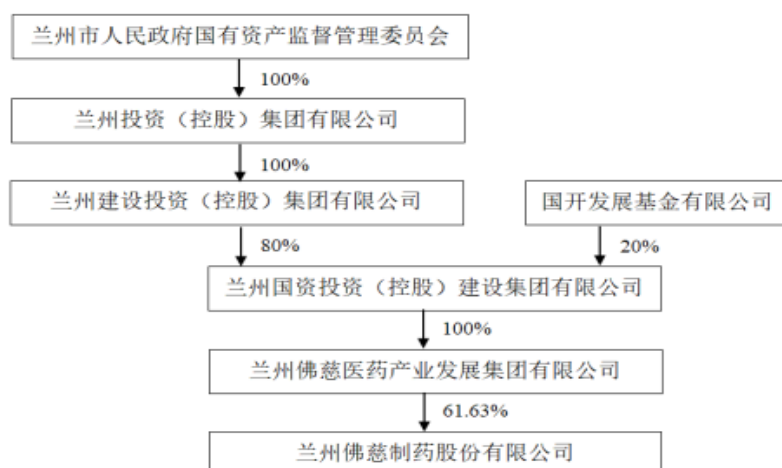 兰州市人民政府国有资产监督管理委员会
100%
兰州投资（控股）集团有限公司
100%
兰州建设投资（控股）集团有限公司
国开发展基金有限公司
80%
20%
兰州国资投资（控股）建设集团有限公司
100%
兰州佛慈医药产业发展集团有限公司
61.63%
兰州佛慈制药股份有限公司